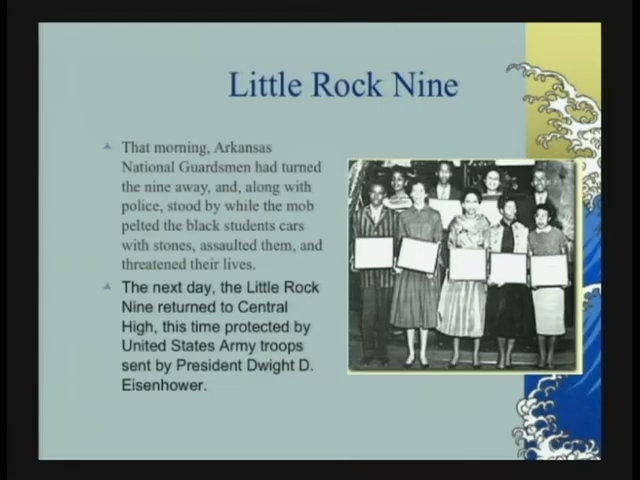 Little Rock Nine
That morning, Arkansas
National Guardsmen had turned
the nine away, and, along with
police, stood by while the mob
pelted the black students cars
with stones, assaulted them, and
threatened their lives.
The next day, the Little Rock
Nine returned to Central
High, this time protected by
United States Army troops
sent by President Dwight D.
Eisenhower.